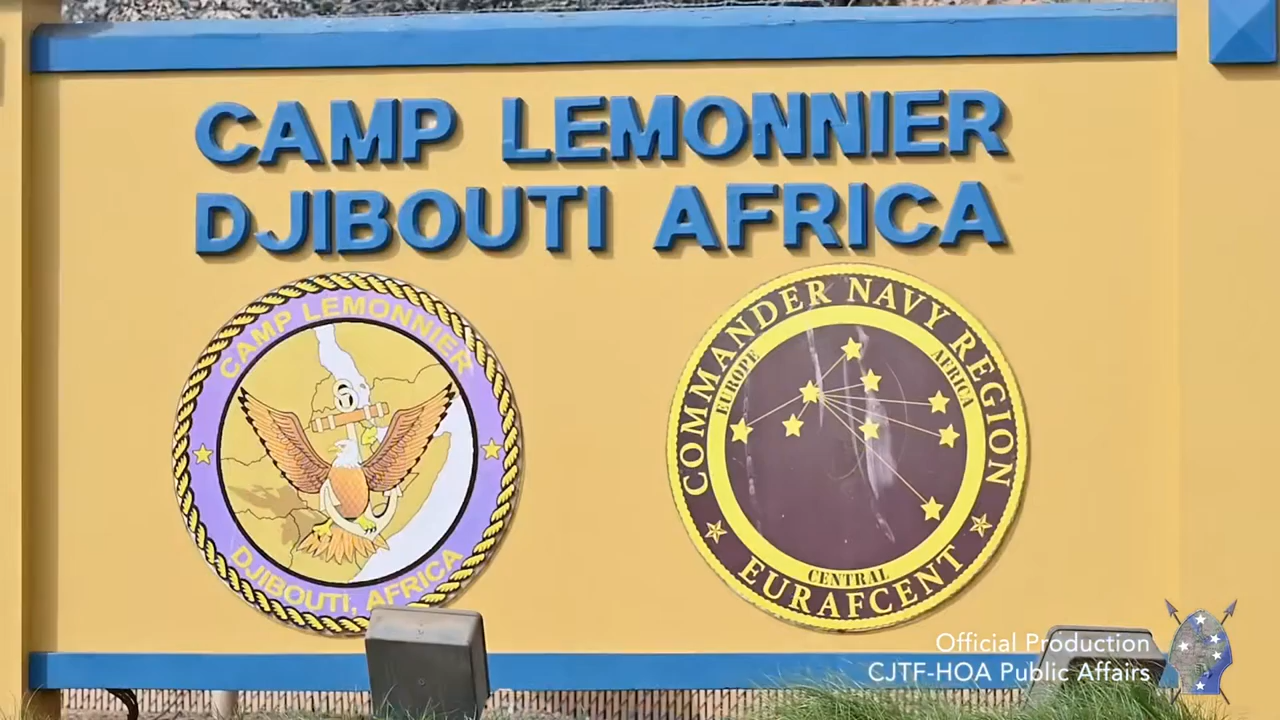 CAMP LEMONNIER
DJIBOUTI AFRICA
CAMP LEMONNIER
DJIBOUTI, AFRICA
COMMANDER NAVY REGION
EUROPE
AFRICA
CENTRAL
EURAFCENT
Official Production
CJTF-HOA Public Affairs